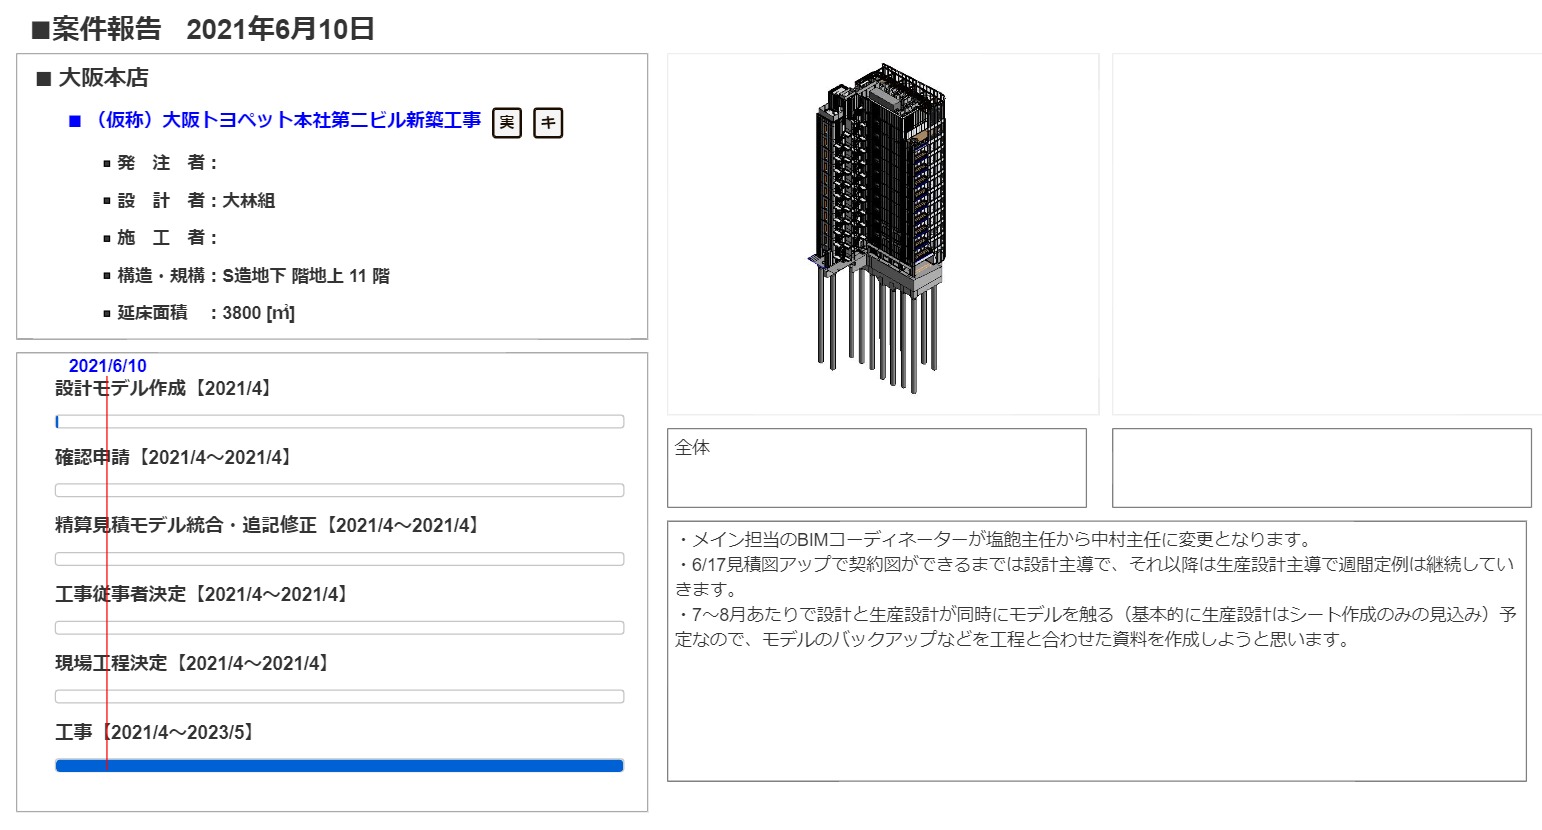 ■案件報告 2021年6月10日
■ 大阪本店
■ （仮称）大阪トヨペット本社第二ビル新築工事 実 キ
▪ 発 注 者：
▪ 設 計 者：大林組
▪ 施 工 者：
▪ 構造・規構：S造地下 階地上 11 階
▪ 延床面積 ：3800 [㎡]
2021/6/10
設計モデル作成【2021/4】
確認申請【2021/4～2021/4】
精算見積モデル統合・追記修正【2021/4～2021/4】
工事従事者決定【2021/4～2021/4】
現場工程決定【2021/4～2021/4】
工事【2021/4～2023/5】
全体
・メイン担当のBIMコーディネーターが塩飽主任から中村主任に変更となります。
・6/17見積図アップで契約図ができるまでは設計主導で、それ以降は生産設計主導で週間定例は継続してい
きます。
・7～8月あたりで設計と生産設計が同時にモデルを触る（基本的に生産設計はシート作成のみの見込み）予
定なので、モデルのバックアップなどを工程と合わせた資料を作成しようと思います。